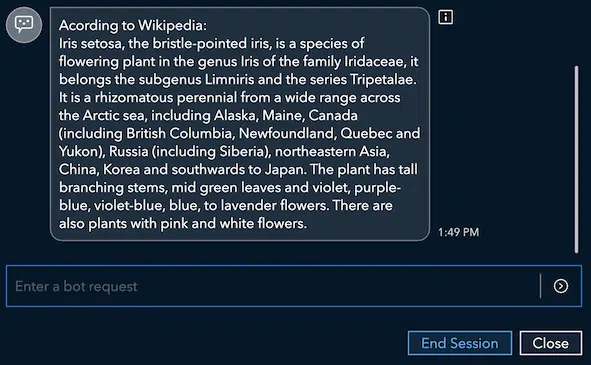 Acording to Wikipedia:
Iris setosa, the bristle-pointed iris, is a species of
flowering plant in the genus Iris of the family Iridaceae, it
belongs the subgenus Limniris and the series Tripetalae.
It is a rhizomatous perennial from a wide range across
the Arctic sea, including Alaska, Maine, Canada
(including British Columbia, Newfoundland, Quebec and
Yukon), Russia (including Siberia), northeastern Asia,
China, Korea and southwards to Japan. The plant has tall
branching stems, mid green leaves and violet, purple-
blue, violet-blue, blue, to lavender flowers. There are
also plants with pink and white flowers.
1:49 PM
Enter a bot request
End Session
Close